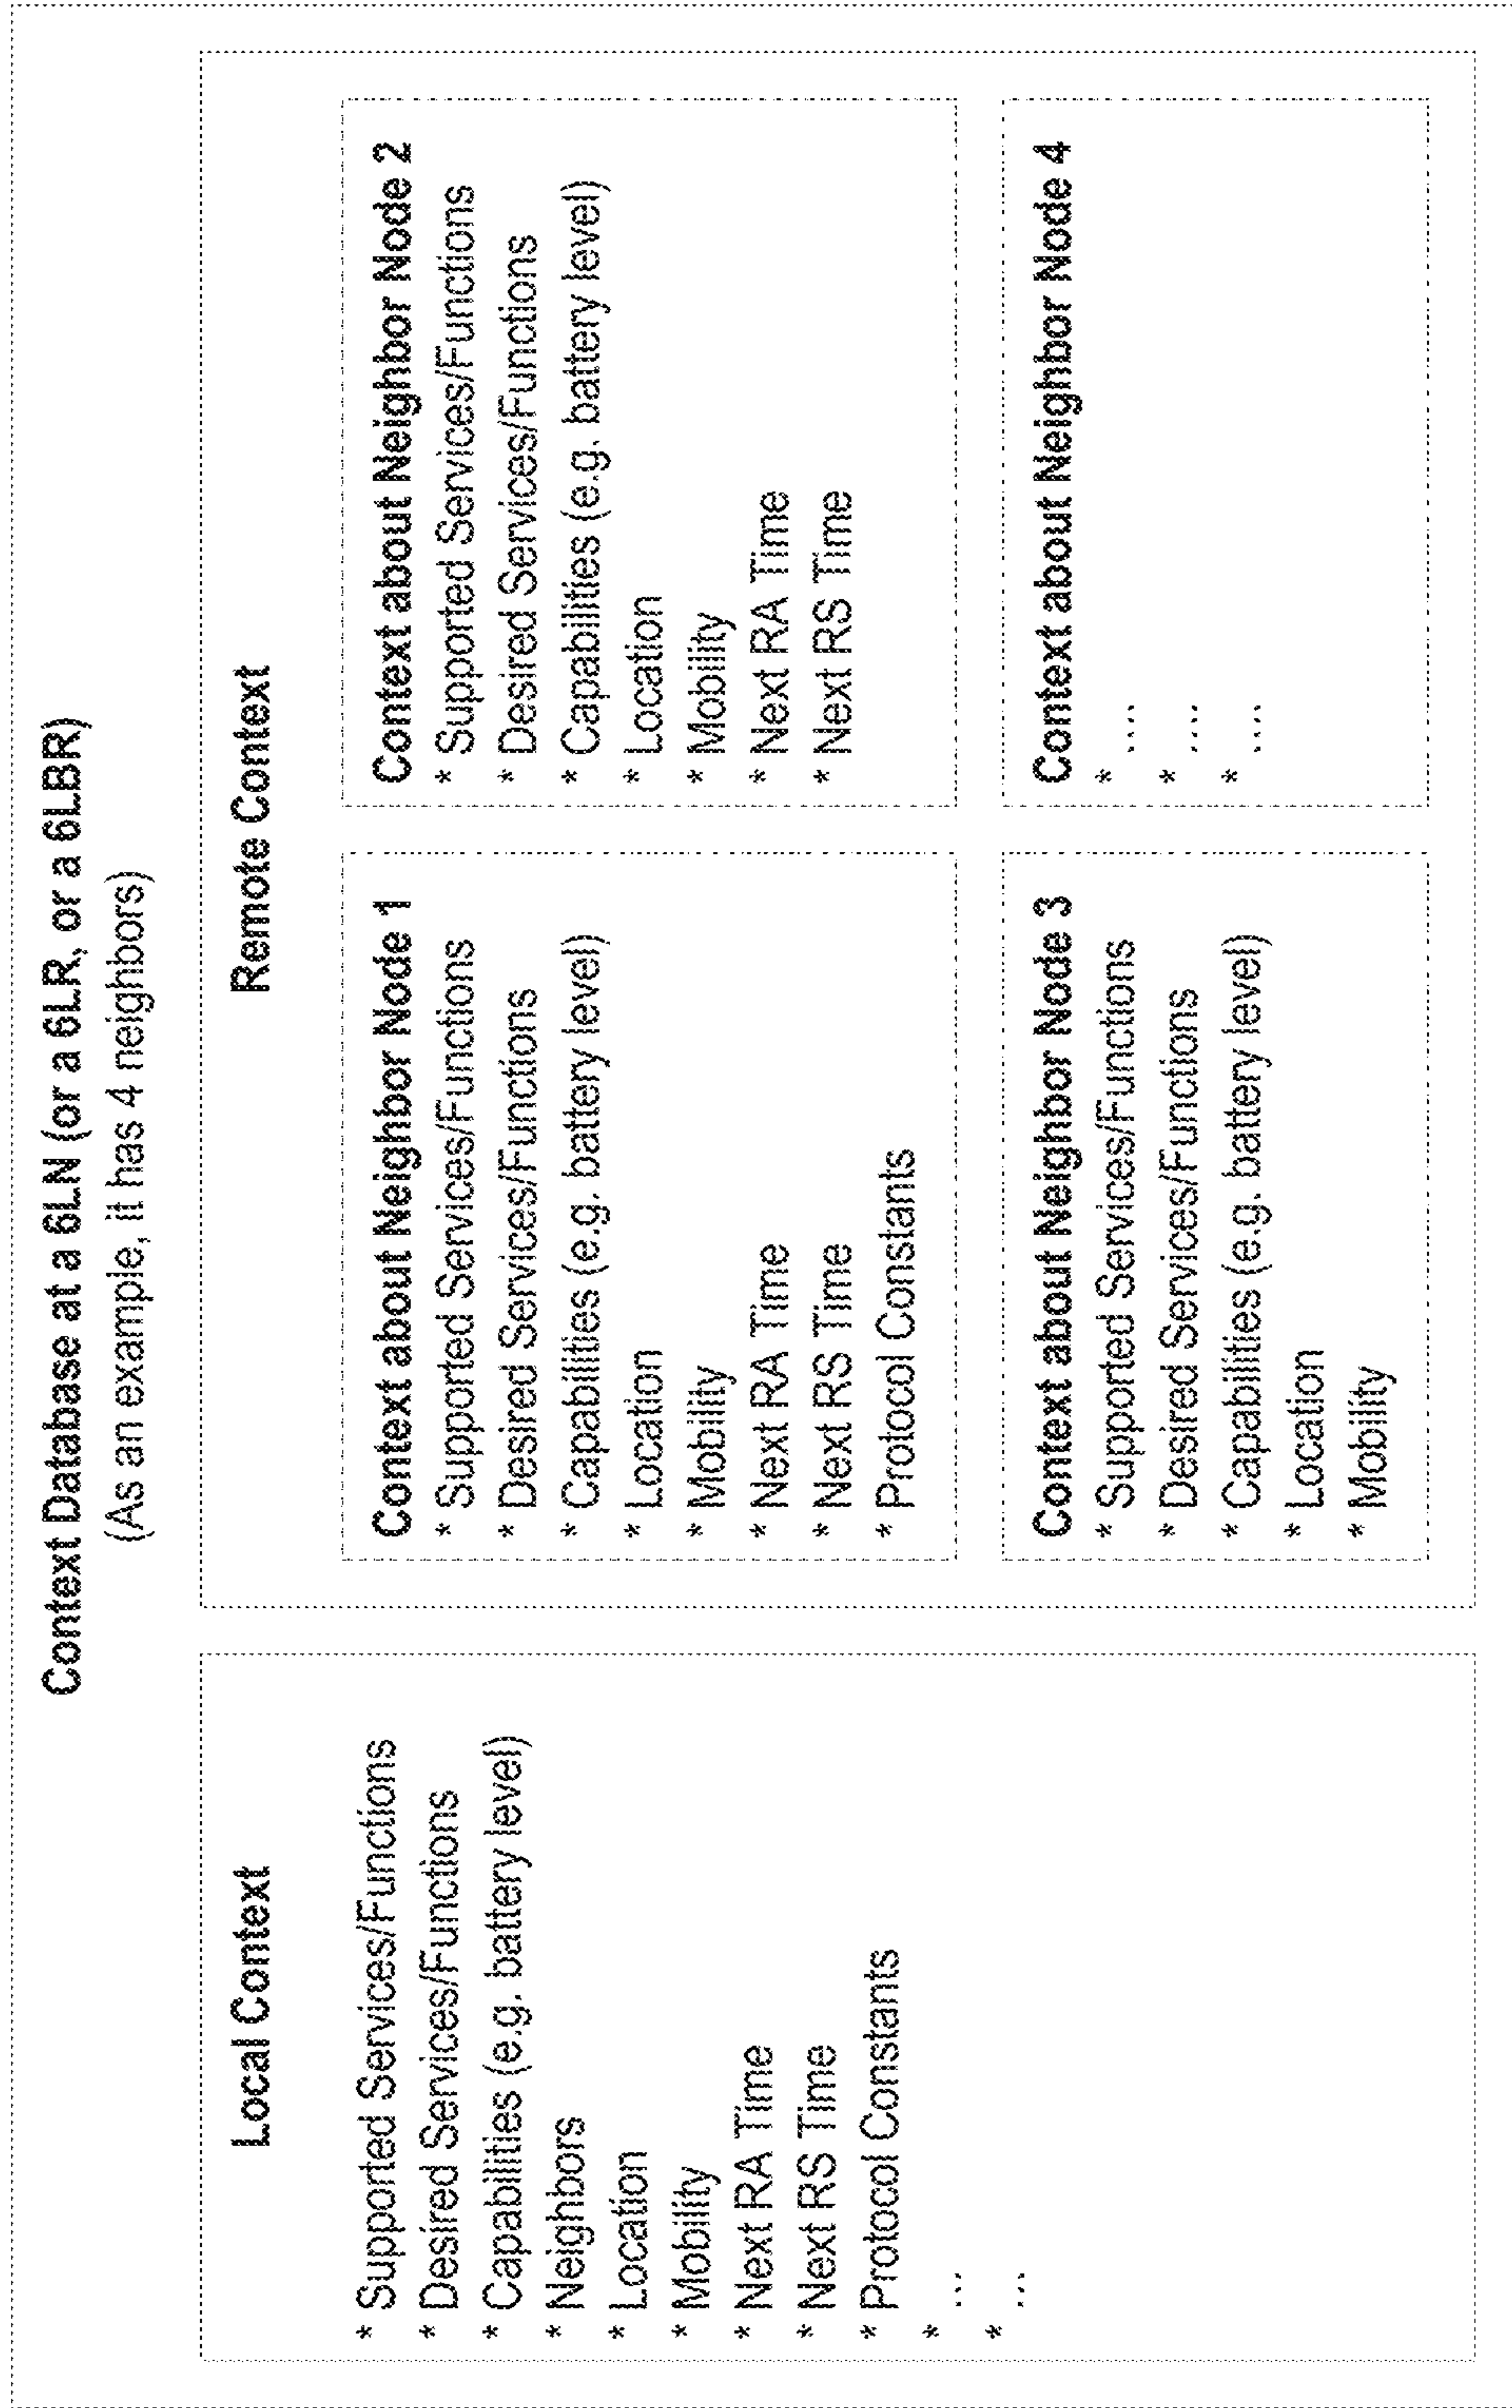 Context Database at a 6LN (or a 6LR, or a 6LBR)
(As an example, it has 4 neighbors)
Local Context
* Supported Services/Functions
* Desired Services/Functions
* Capabilities (e.g. battery level)
* Neighbors
* Location
* Mobility
* Next RA Time
* Next RS Time
* Protocol Constants
* ...
* ...
Remote Context
Context about Neighbor Node 1
* Supported Services/Functions
* Desired Services/Functions
* Capabilities (e.g. battery level)
* Location
* Mobility
* Next RA Time
* Next RS Time
* Protocol Constants
Context about Neighbor Node 2
* Supported Services/Functions
* Desired Services/Functions
* Capabilities (e.g. battery level)
* Location
* Mobility
* Next RA Time
* Next RS Time
Context about Neighbor Node 3
* Supported Services/Functions
* Desired Services/Functions
* Capabilities (e.g. battery level)
* Location
* Mobility
Context about Neighbor Node 4
* ....
* ....
* ....